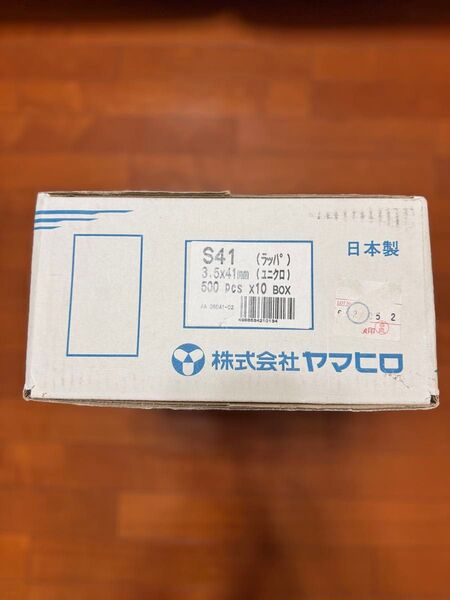 S41 (ラッパ)
3.5x41mm (ユニクロ)
500 pcs x10 BOX
日本製
株式会社 ヤマヒロ